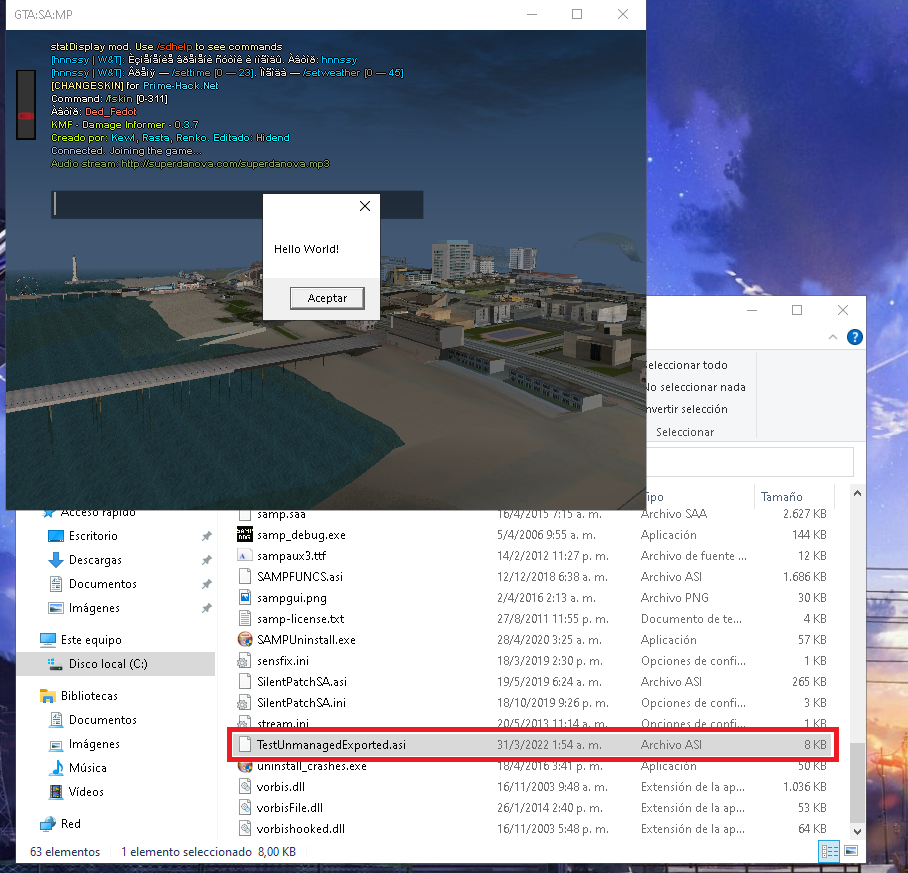 GTA:SA:MP
statDisplay mod. Use /sdhelp to see commands
[hnnssy | W&T]: Èçìåíåíèå âðåìåíè ñóòîê è ïîãîäû. Àâòîð: hnnssy
[hnnssy | W&T]: Âðåìÿ — /settime [0 — 23]. Ïîãîäà — /setweather [0 — 45]
[CHANGESKIN] for Prime-Hack.Net
Command: /fskin [0-311]
Àâòîð: Ded_Fedot
KMF - Damage Informer - 0.3.7
Creado por: Kewl, Rasta, Renko. Editado: Hidend
Connected. Joining the game...
Audio stream: http://superdanova.com/superdanova.mp3
Hello World!
Aceptar
Seleccionar todo
No seleccionar nada
Invertir selección
Seleccionar
Tipo
Tamaño
Acceso rápido
Escritorio
Descargas
Documentos
Imágenes
Este equipo
Disco local (C:)
Bibliotecas
Documentos
Imágenes
Música
Vídeos
Red
samp.saa 16/4/2015 7:15 a. m. Archivo SAA 2.627 KB
samp_debug.exe 5/4/2006 9:55 a. m. Aplicación 144 KB
sampaux3.ttf 14/2/2012 11:27 p. m. Archivo de fuente ... 12 KB
SAMPFUNCS.asi 12/12/2018 6:38 a. m. Archivo ASI 1.686 KB
sampgui.png 2/4/2016 2:13 a. m. Archivo PNG 30 KB
samp-license.txt 27/8/2011 11:55 p. m. Documento de te... 4 KB
SAMPUninstall.exe 28/4/2020 3:25 a. m. Aplicación 57 KB
sensfix.ini 18/3/2019 2:30 p. m. Opciones de confi... 1 KB
SilentPatchSA.asi 19/5/2019 6:24 a. m. Archivo ASI 265 KB
SilentPatchSA.ini 18/10/2019 9:26 p. m. Opciones de confi... 3 KB
stream.ini 20/5/2013 11:14 a. m. Opciones de confi... 1 KB
TestUnmanagedExported.asi 31/3/2022 1:54 a. m. Archivo ASI 8 KB
uninstall_crashes.exe 18/4/2016 3:41 p. m. Aplicación 50 KB
vorbis.dll 16/11/2003 9:48 a. m. Extensión de la ap... 1.036 KB
vorbisFile.dll 26/1/2014 2:40 p. m. Extensión de la ap... 53 KB
vorbishooked.dll 16/11/2003 5:48 p. m. Extensión de la ap... 64 KB
63 elementos 1 elemento seleccionado 8,00 KB